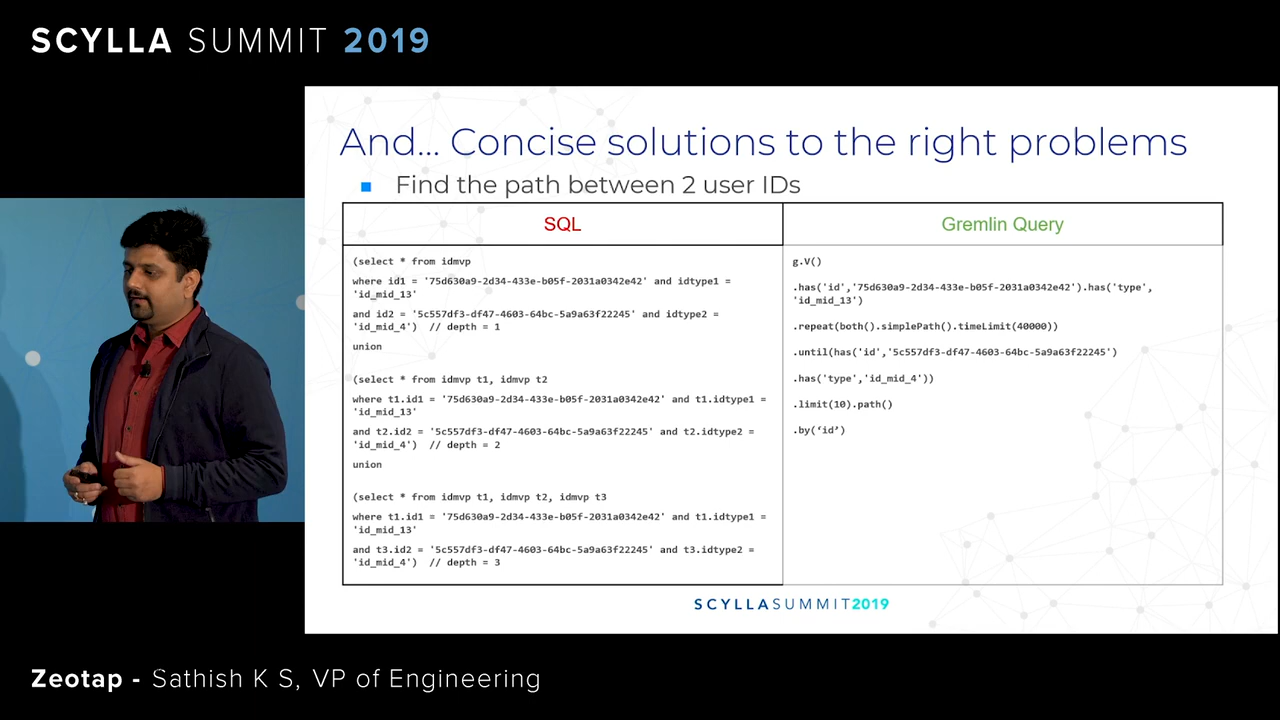 SCYLLA SUMMIT 2019
And... Concise solutions to the right problems
Find the path between 2 user IDs
SQL
(select * from idmvp
where id1 = '75d630a9-2d34-433e-b05f-2031a0342e42' and idtype1 =
'id_mid_13'
and id2 = '5c557df3-df47-4603-64bc-5a9a63f22245' and idtype2 =
'id_mid_4')  // depth = 1
union
(select * from idmvp t1, idmvp t2
where t1.id1 = '75d630a9-2d34-433e-b05f-2031a0342e42' and t1.idtype1 =
'id_mid_13'
and t2.id2 = '5c557df3-df47-4603-64bc-5a9a63f22245' and t2.idtype2 =
'id_mid_4')  // depth = 2
union
(select * from idmvp t1, idmvp t2, idmvp t3
where t1.id1 = '75d630a9-2d34-433e-b05f-2031a0342e42' and t1.idtype1 =
'id_mid_13'
and t3.id2 = '5c557df3-df47-4603-64bc-5a9a63f22245' and t3.idtype2 =
'id_mid_4')  // depth = 3
Gremlin Query
g.V()
.has('id','75d630a9-2d34-433e-b05f-2031a0342e42').has('type',
'id_mid_13')
.repeat(both().simplePath().timeLimit(40000))
.until(has('id','5c557df3-df47-4603-64bc-5a9a63f22245')
.has('type','id_mid_4'))
.limit(10).path()
.by(‘id’)
SCYLLASUMMIT2019
Zeotap - Sathish K S, VP of Engineering